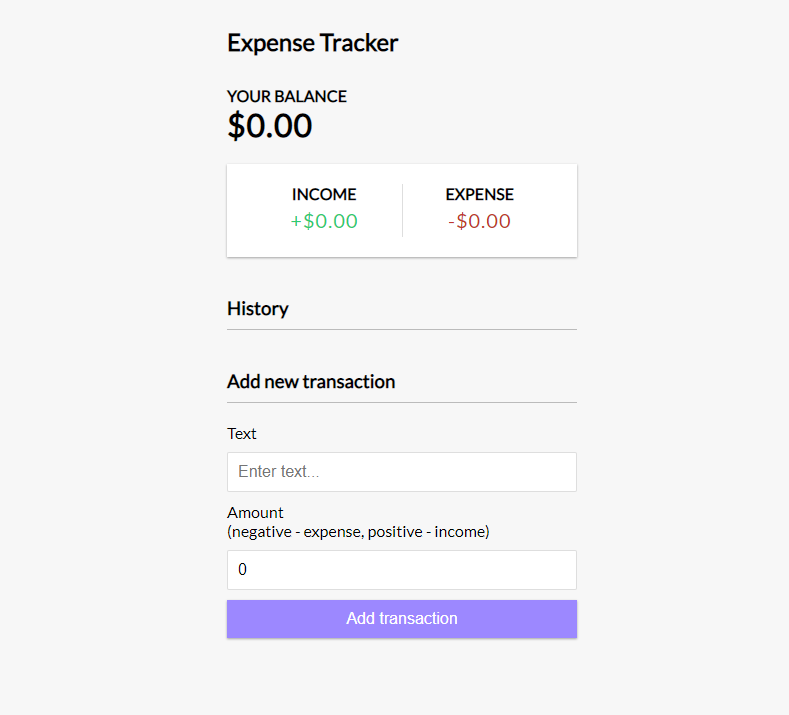 Expense Tracker
YOUR BALANCE
$0.00
INCOME EXPENSE
+$0.00 -$0.00
History
Add new transaction
Text
Enter text...
Amount
(negative - expense, positive - income)
0
Add transaction